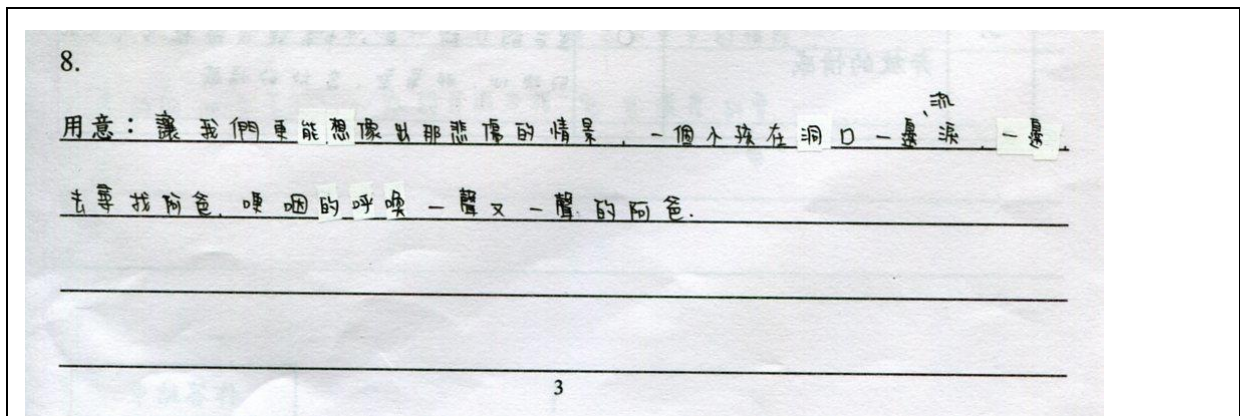 8.
用意：讓我們更能想像出那悲傷的情景，一個小孩在洞口一邊流淚，一邊，
去尋找阿爸，哽咽的呼喚一聲又一聲的阿爸.
3